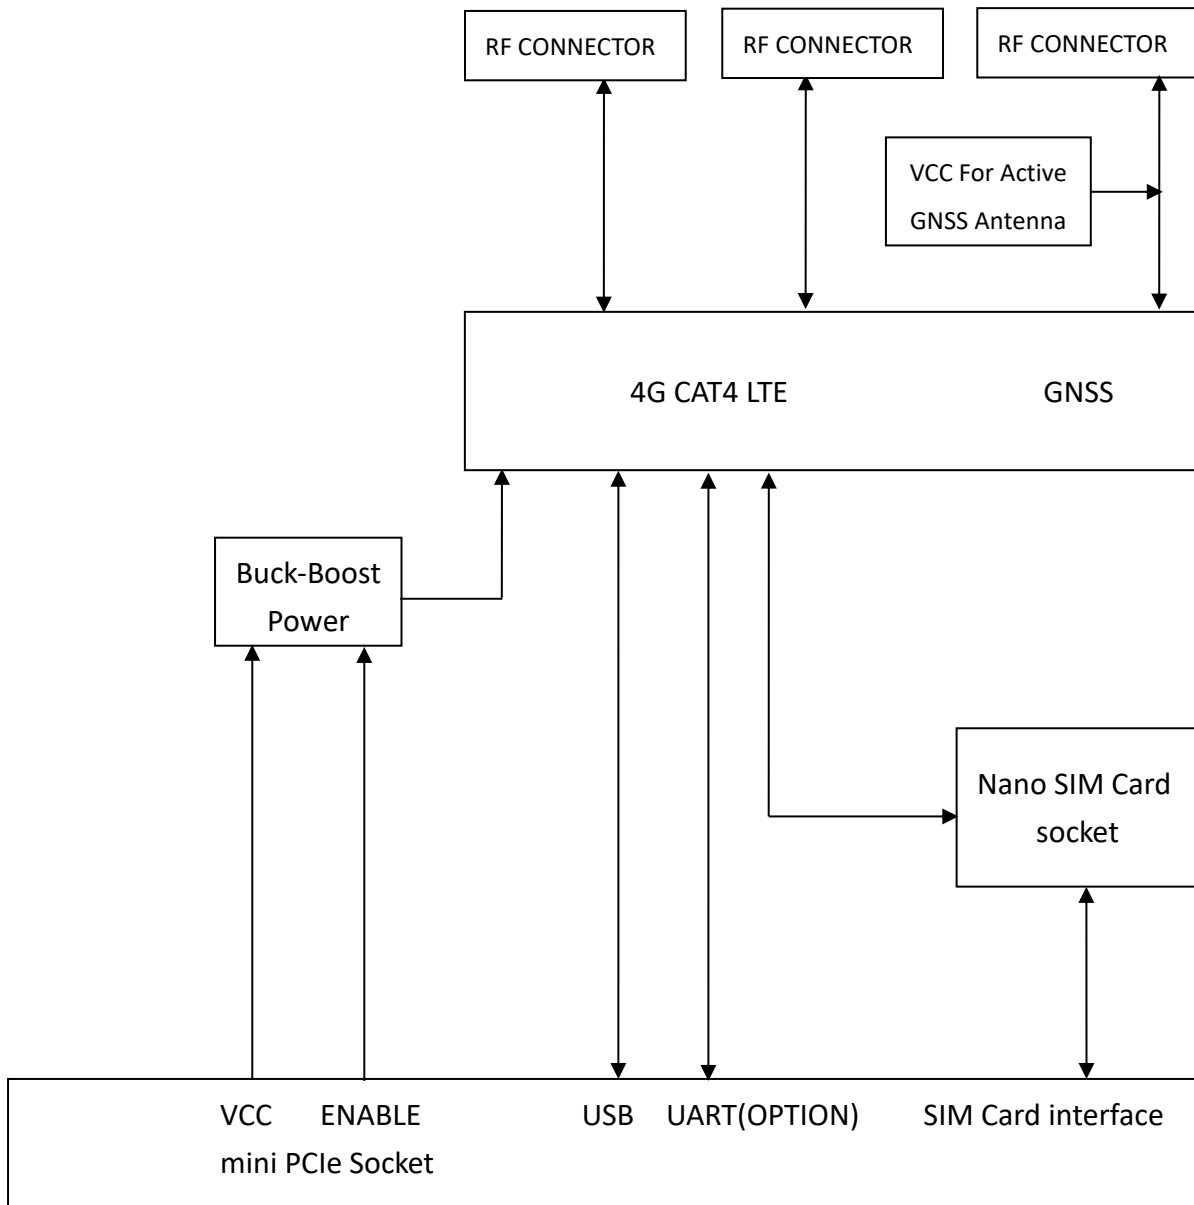 RF CONNECTOR
RF CONNECTOR
RF CONNECTOR
VCC For Active
GNSS Antenna
4G CAT4 LTE
GNSS
Buck-Boost
Power
Nano SIM Card
socket
VCC
ENABLE
USB
UART(OPTION)
SIM Card interface
mini PCIe Socket